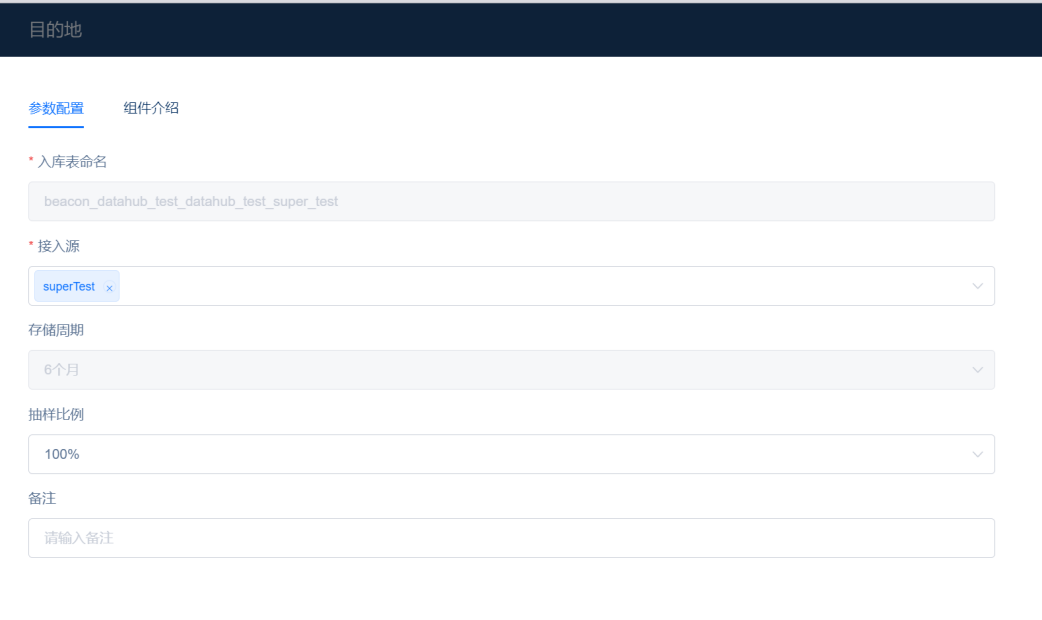 目的地
参数配置 组件介绍
* 入库表命名
beacon_datahub_test_datahub_test_super_test
* 接入源
superTest ×
存储周期
6个月
抽样比例
100%
备注
请输入备注